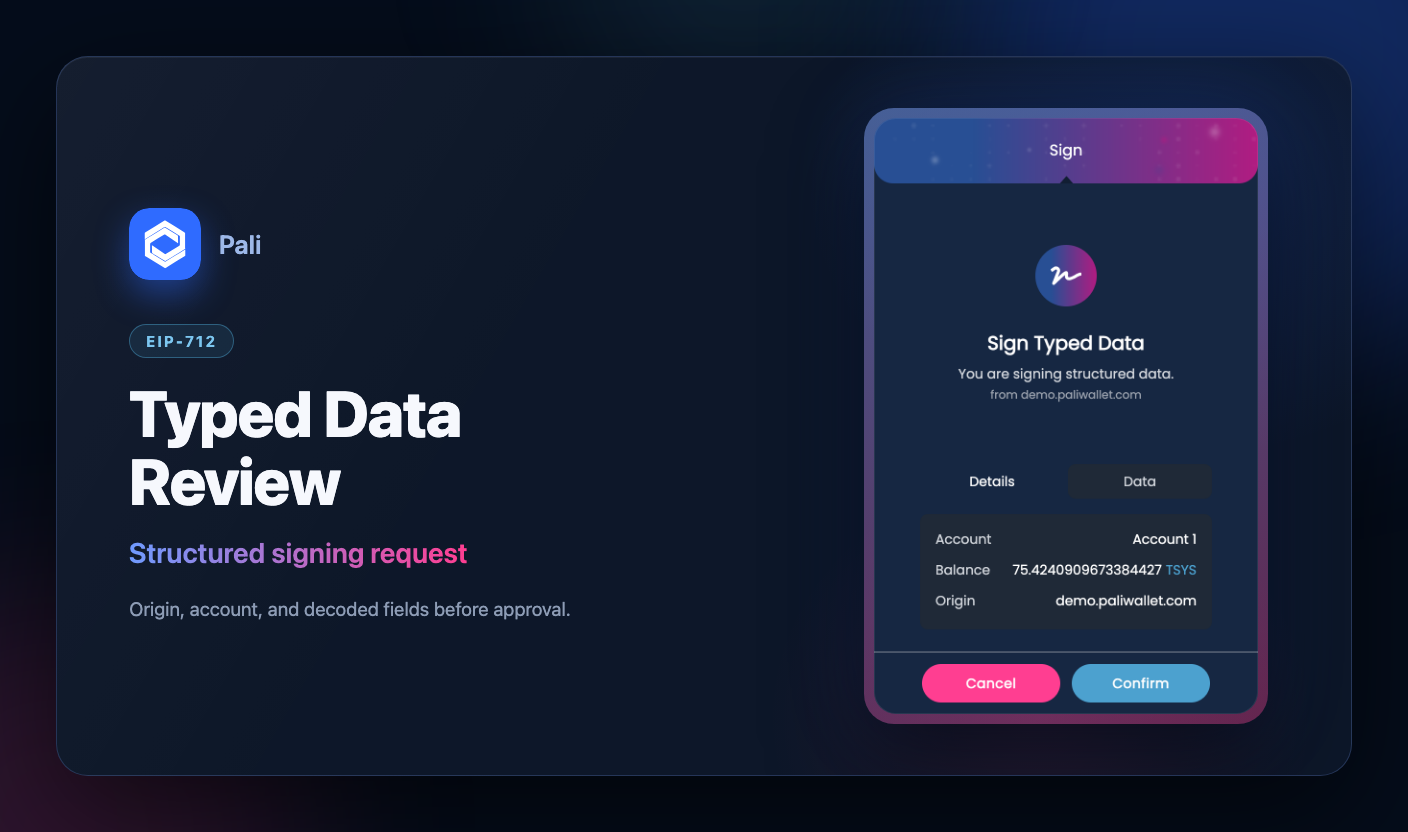 Pali
EIP-712
Typed Data
Review
Structured signing request
Origin, account, and decoded fields before approval.
Sign
Sign Typed Data
You are signing structured data.
from demo.paliwallet.com
Details Data
Account Account 1
Balance 75.4240909673384427 TSYS
Origin demo.paliwallet.com
Cancel Confirm